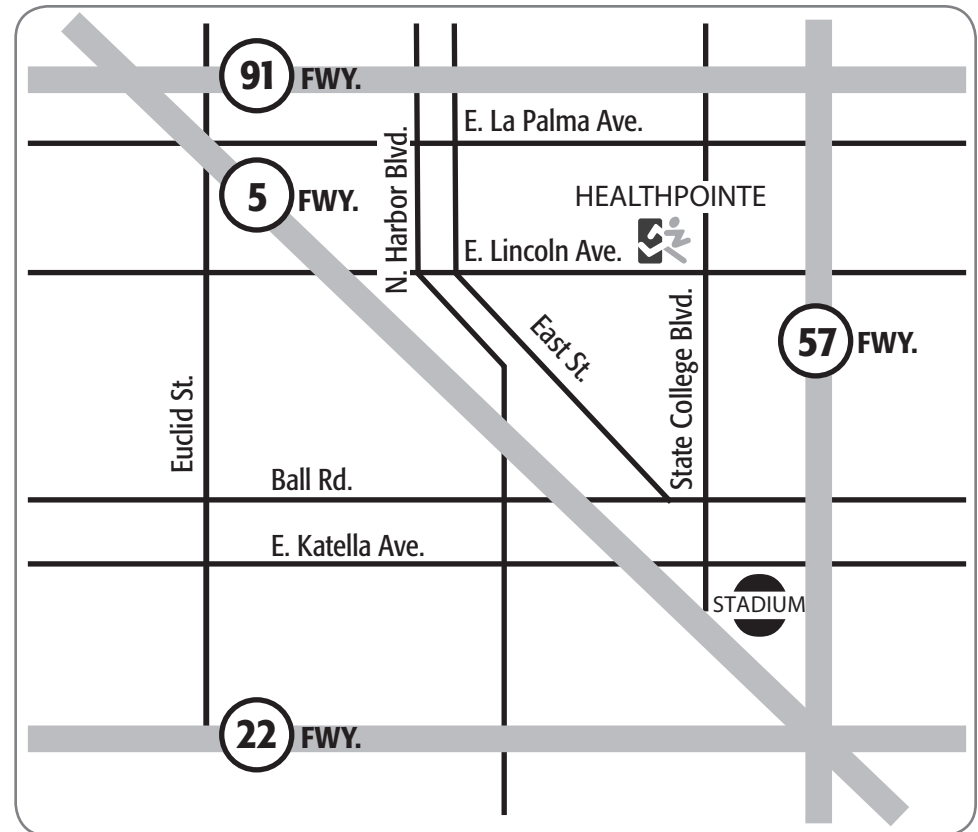 91 FWY.
E. La Palma Ave.
N. Harbor Blvd.
5 FWY.
HEALTHPOINTE
E. Lincoln Ave.
East St.
State College Blvd.
57 FWY.
Euclid St.
Ball Rd.
E. Katella Ave.
STADIUM
22 FWY.